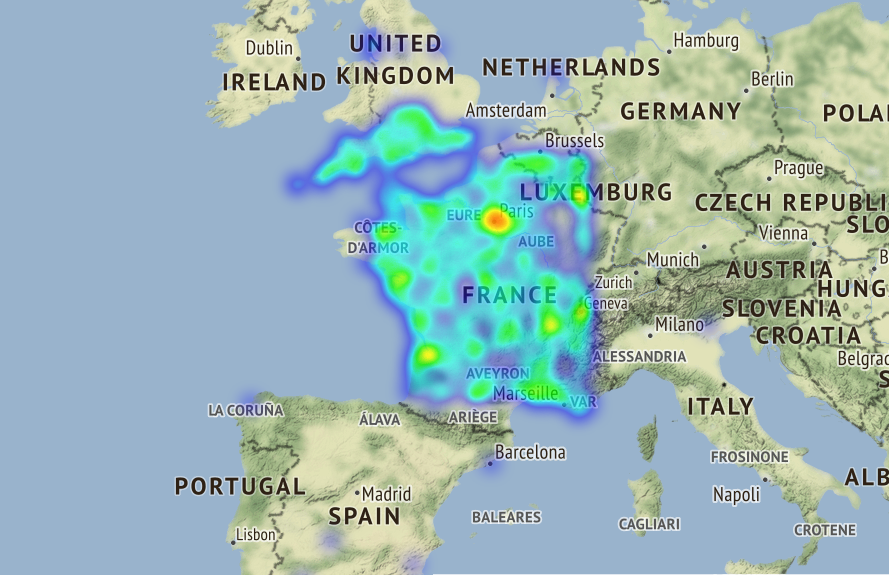 UNITED
KINGDOM
Dublin
IRELAND
NETHERLANDS
Hamburg
Berlin
Amsterdam
GERMANY
POLA
Brussels
Prague
LUXEMBURG
CZECH REPUBLI
SLO
EURE
Paris
CÔTES-
D'ARMOR
AUBE
Vienna
Munich
B
AUSTRIA
Zurich
HUNG
FRANCE
Geneva
SLOVENIA
Milano
CROATIA
ALESSANDRIA
Belgrad
AVEYRON
S
Marseille
VAR
LA CORUÑA
ÁLAVA
ARIÈGE
ITALY
Barcelona
FROSINONE
ALB
PORTUGAL
Madrid
Napoli
SPAIN
BALEARES
CAGLIARI
CROTENE
Lisbon